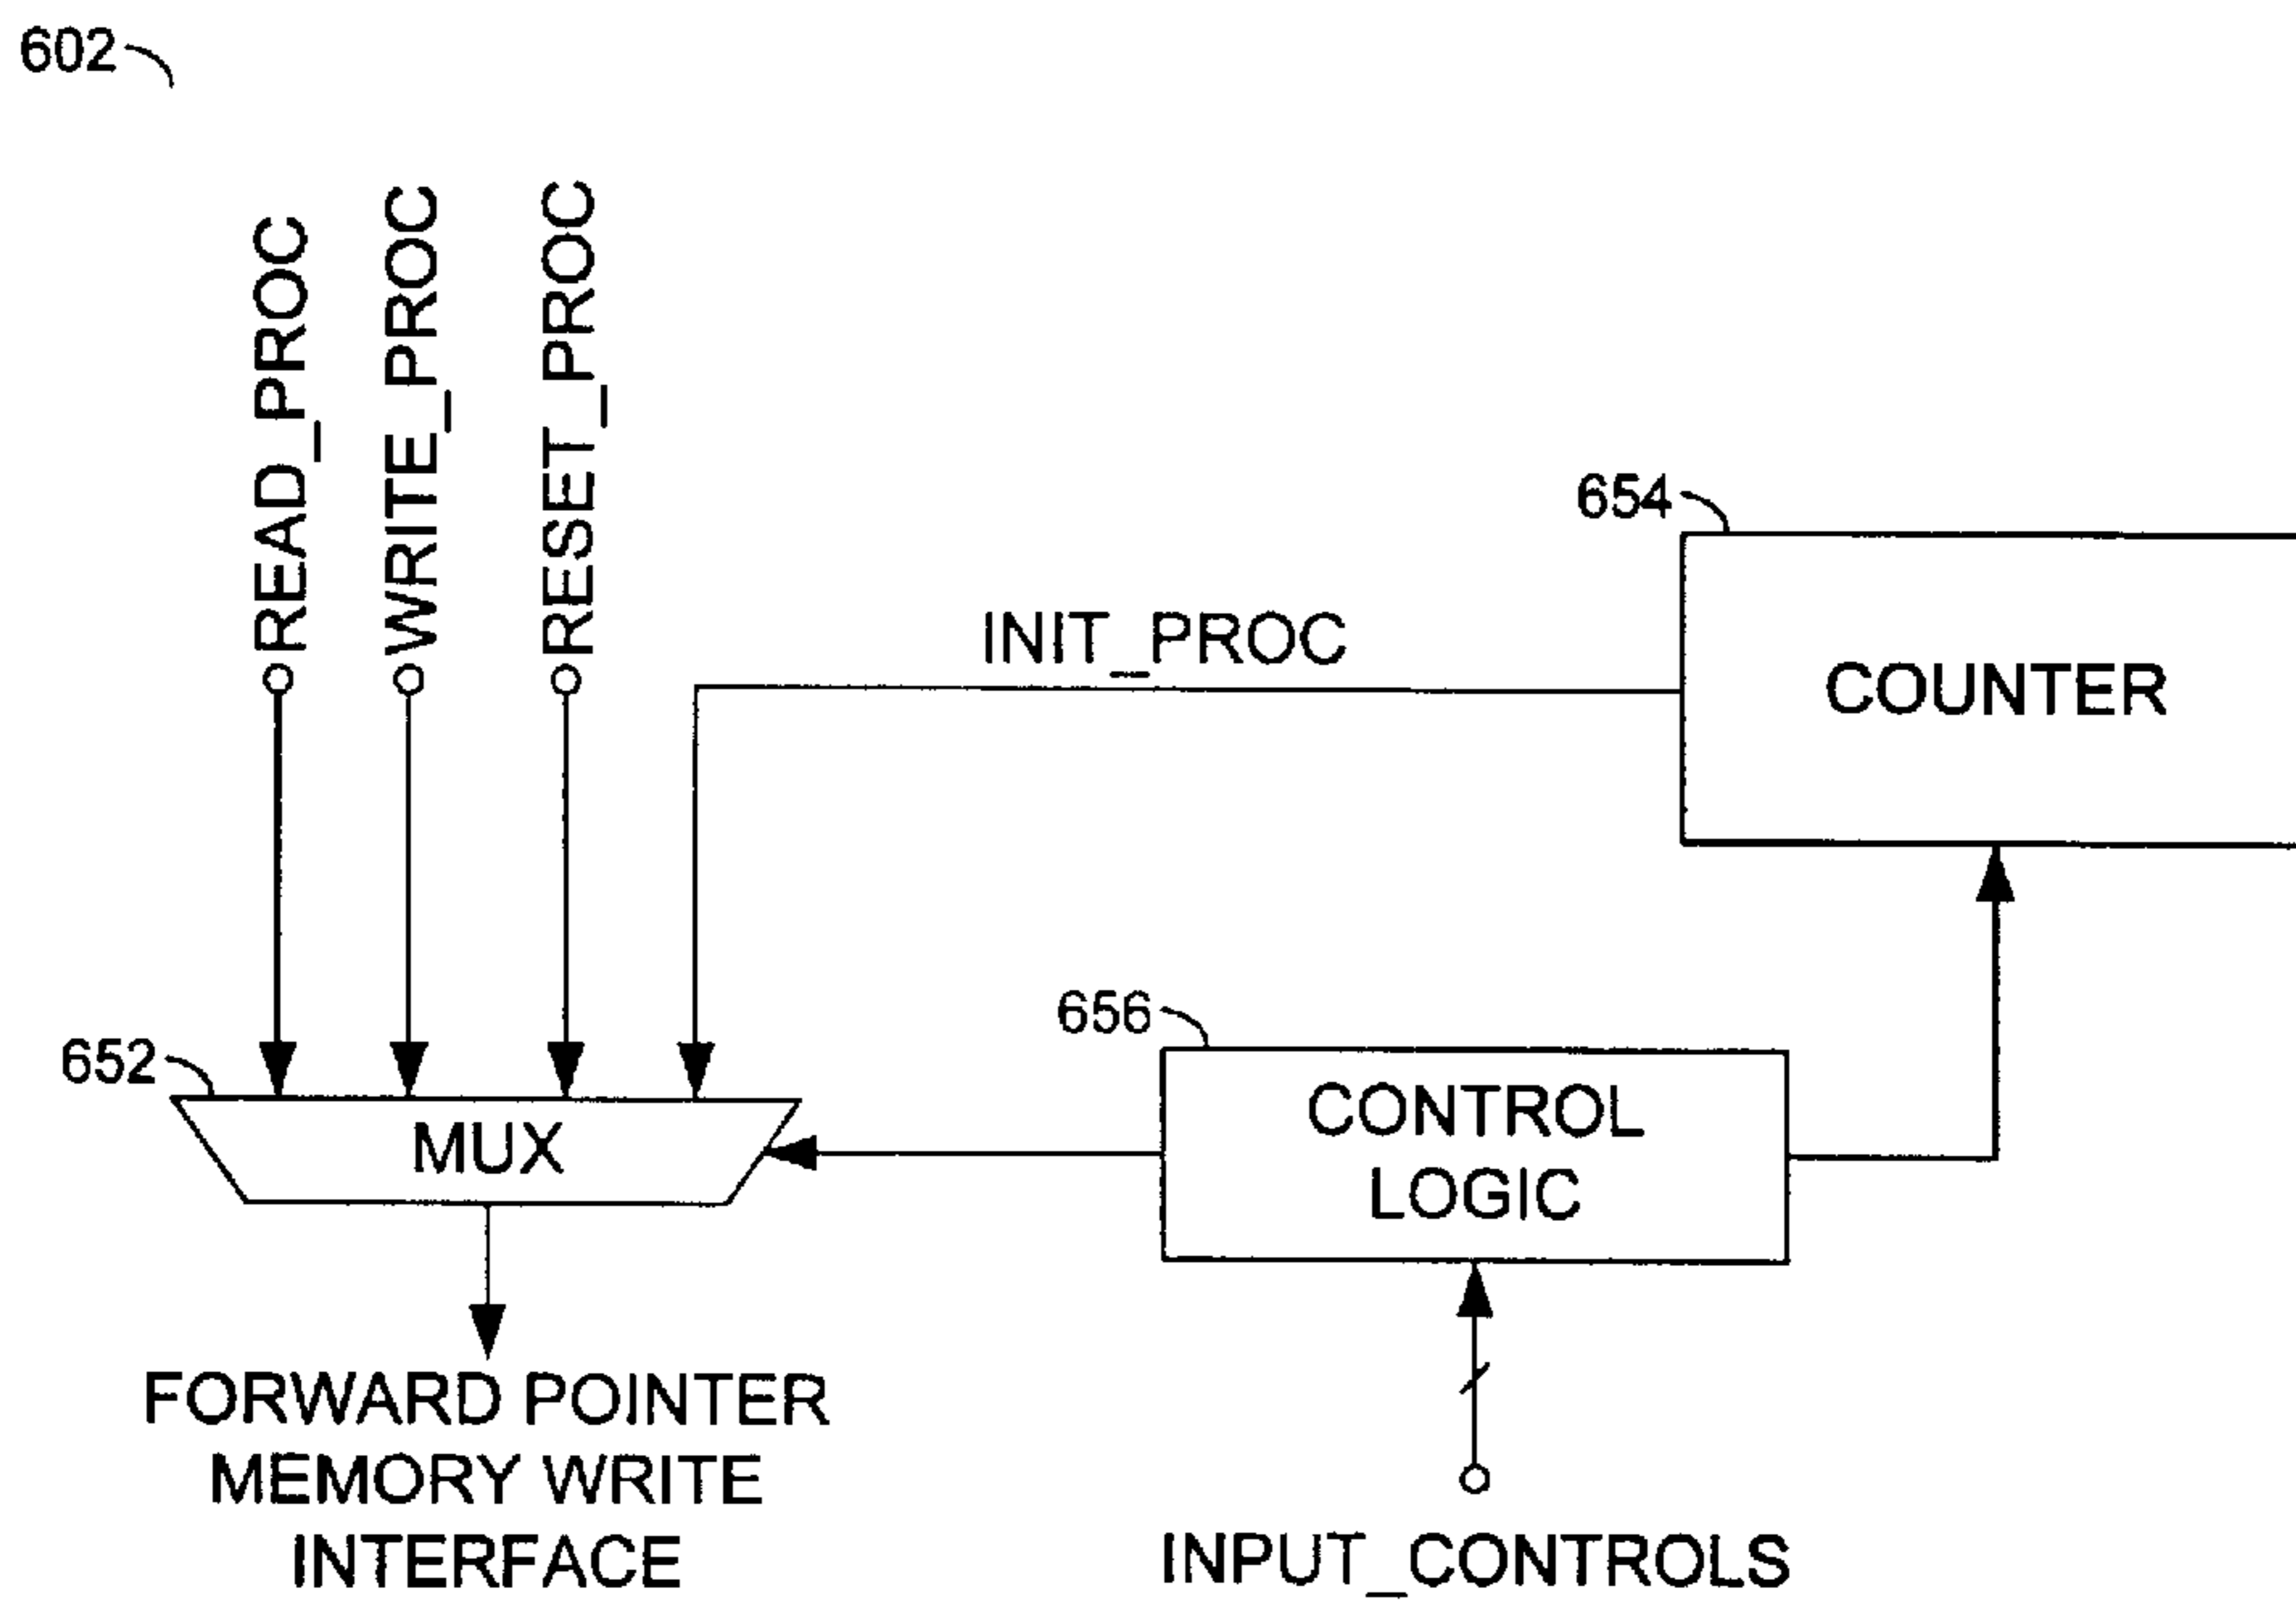 602
READ_PROC
WRITE_PROC
RESET_PROC
654
INIT_PROC
COUNTER
656
652
CONTROL
LOGIC
MUX
FORWARD POINTER
MEMORY WRITE
INTERFACE
INPUT_CONTROLS